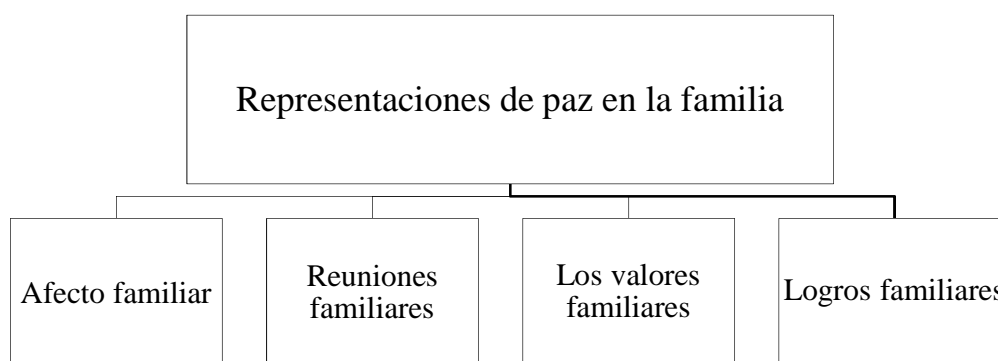 Representaciones de paz en la familia
Afecto familiar
Reuniones
familiares
Los valores
familiares
Logros familiares